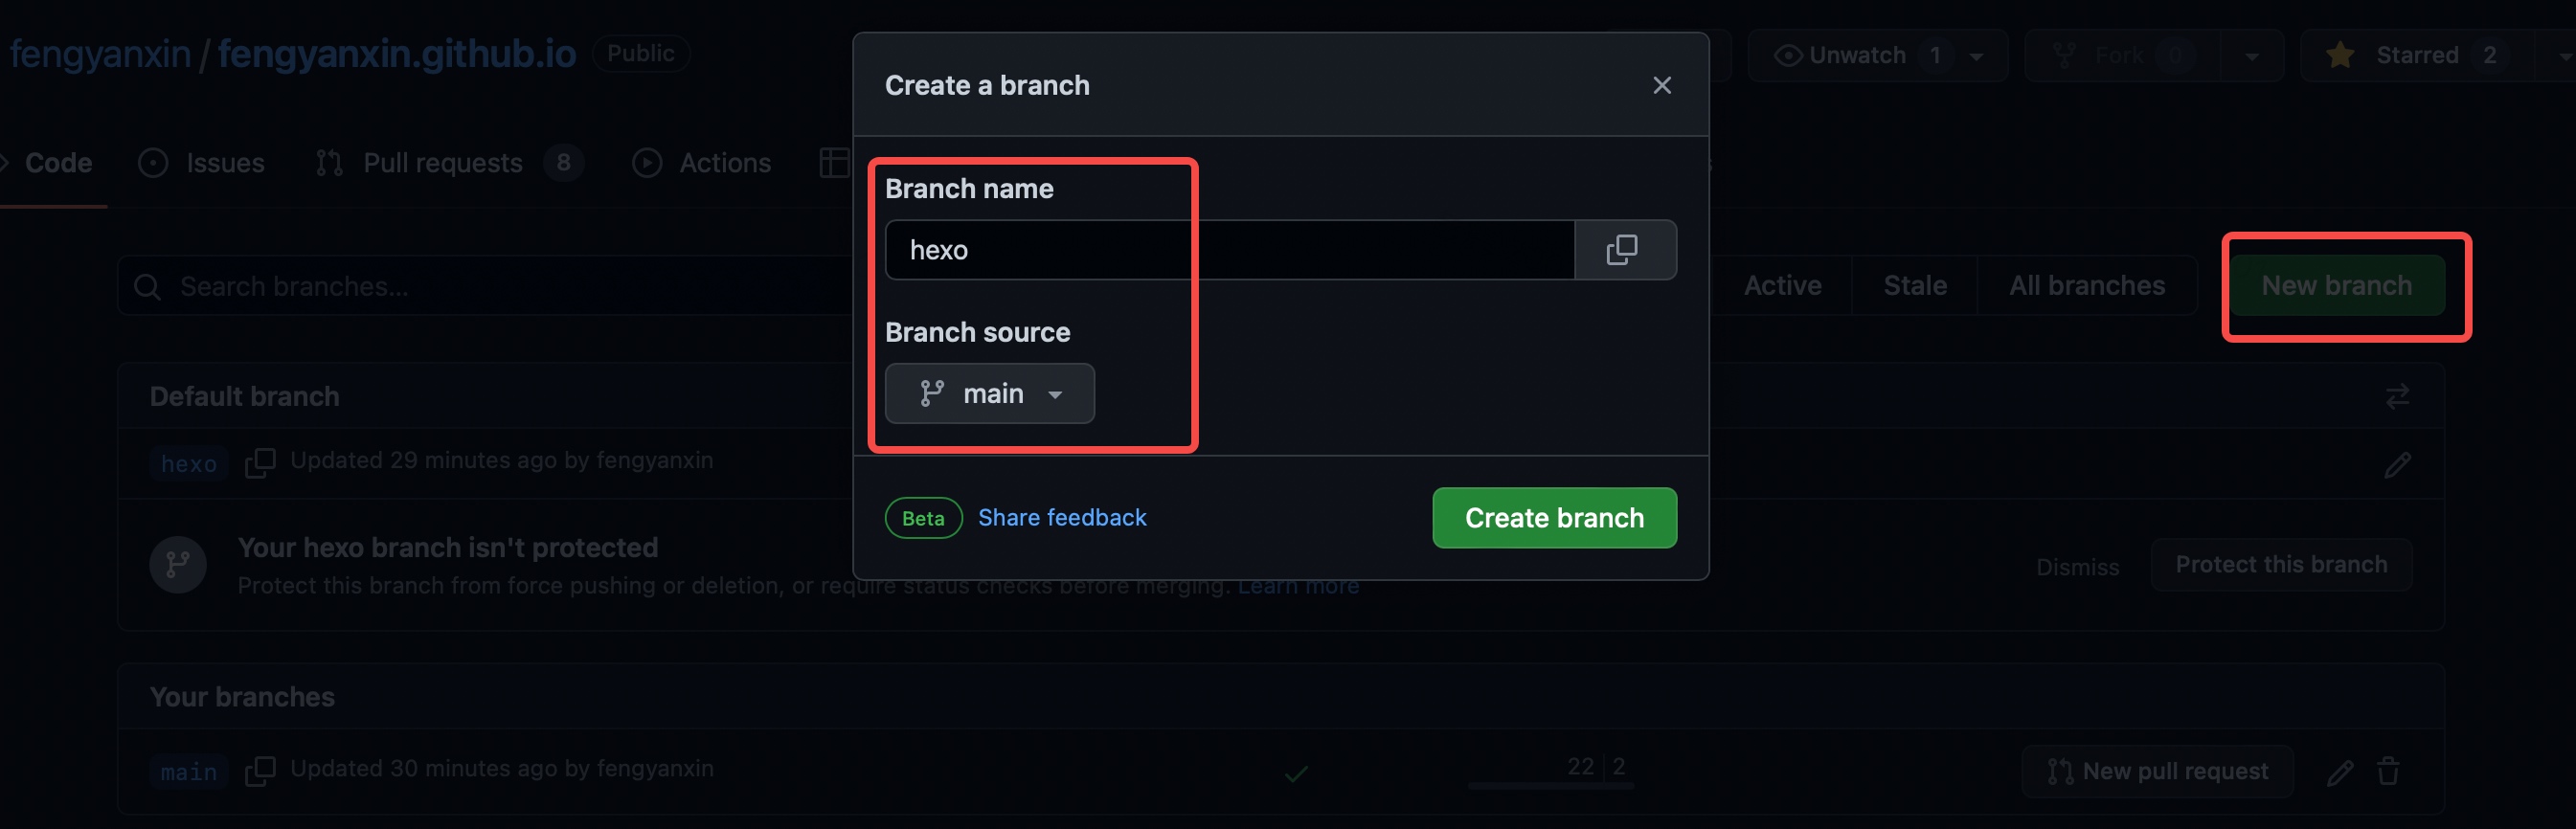 fengyanxin / fengyanxin.github.io Public
Unwatch 1
Fork 0
Starred 2
Code
Issues
Pull requests 8
Actions
Create a branch
Branch name
hexo
Branch source
main
Beta Share feedback
Create branch
Search branches...
Active
Stale
All branches
New branch
Default branch
hexo Updated 29 minutes ago by fengyanxin
Your hexo branch isn't protected
Protect this branch from force pushing or deletion, or require status checks before merging. Learn more
Dismiss
Protect this branch
Your branches
main Updated 30 minutes ago by fengyanxin
22 | 2
New pull request